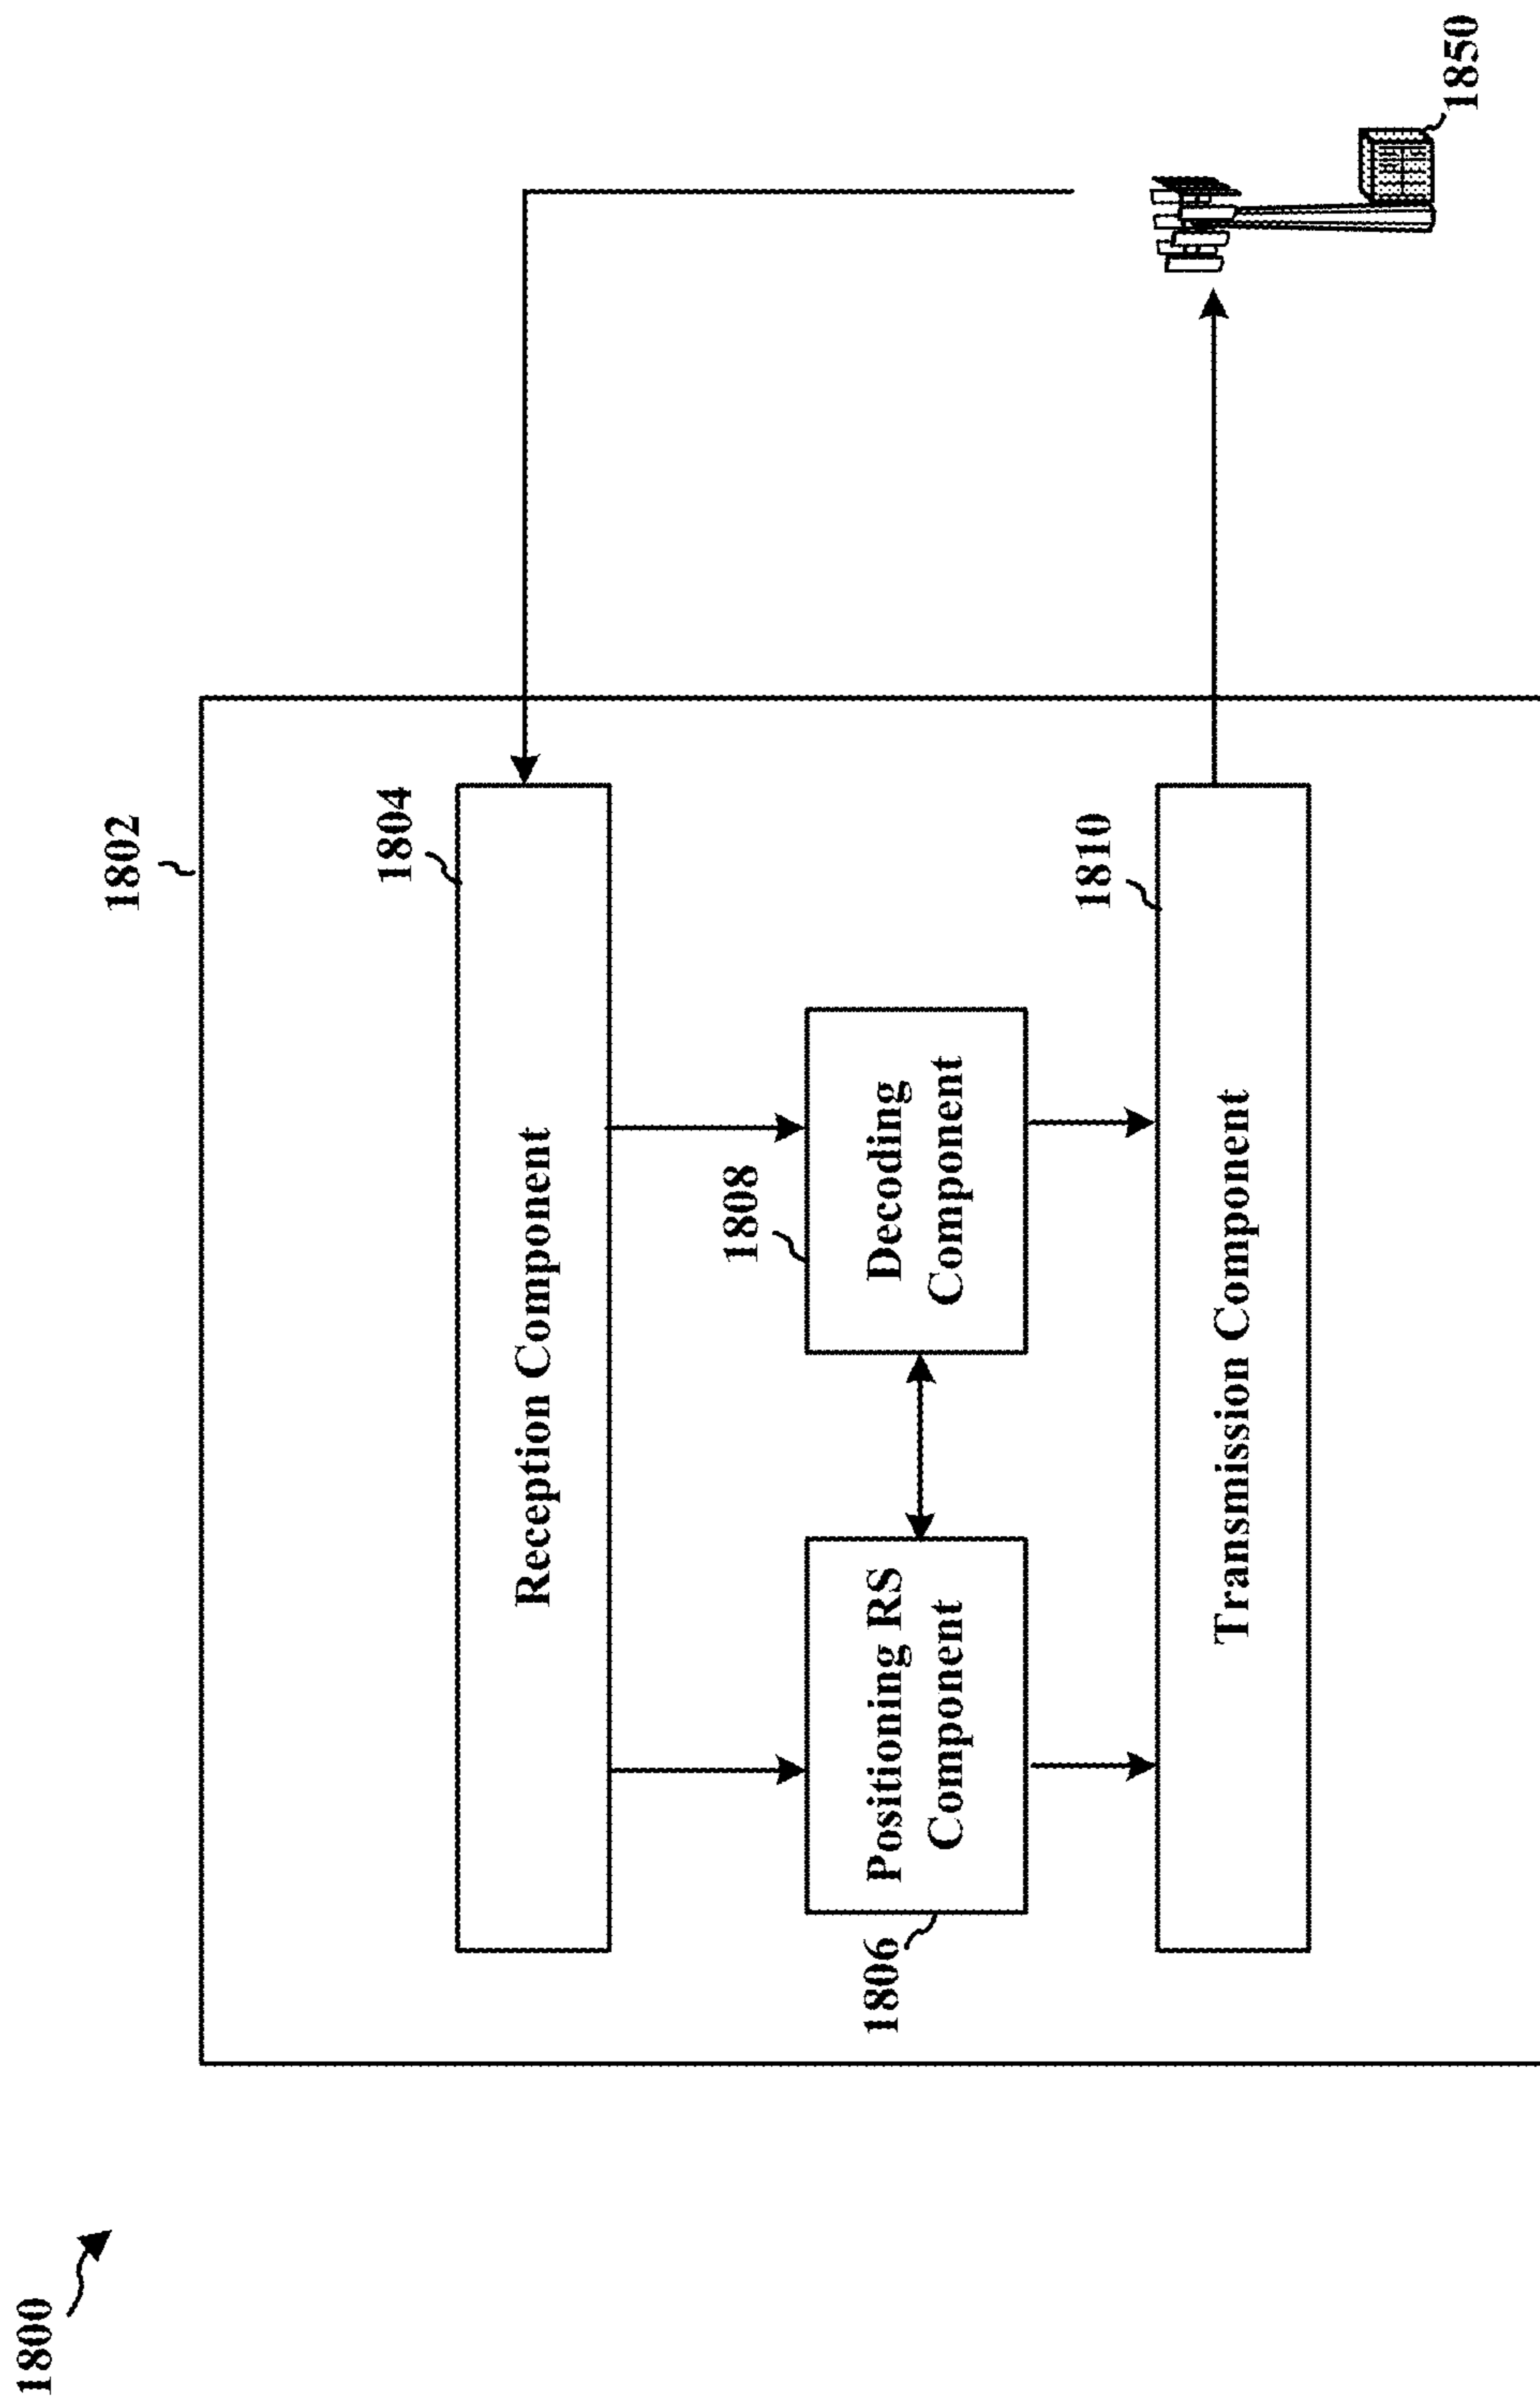 1800
1802
1804
Reception Component
1808
Decoding
Component
Positioning RS
Component
1806
1810
Transmission Component
1850